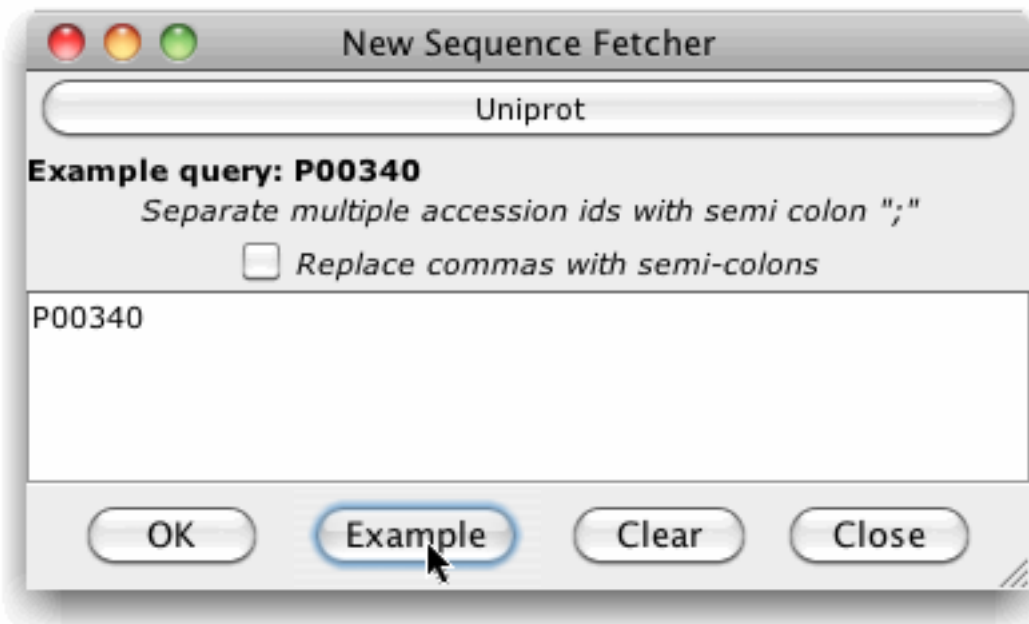 New Sequence Fetcher
Uniprot
Example query: P00340
Separate multiple accession ids with semi colon ";"
Replace commas with semi-colons
P00340
OK Example Clear Close